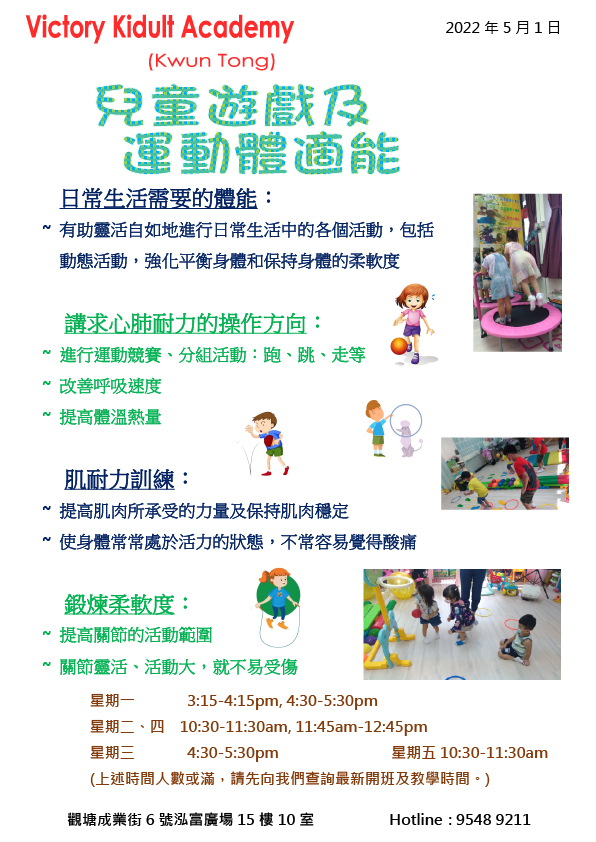 Victory Kidult Academy
2022 年 5 月 1 日
(Kwun Tong)
兒童遊戲及
運動體適能
日常生活需要的體能：
~ 有助靈活自如地進行日常生活中的各個活動，包括
動態活動，強化平衡身體和保持身體的柔軟度
講求心肺耐力的操作方向：
~ 進行運動競賽、分組活動：跑、跳、走等
~ 改善呼吸速度
~ 提高體溫熱量
肌耐力訓練：
~ 提高肌肉所承受的力量及保持肌肉穩定
~ 使身體常常處於活力的狀態，不常容易覺得酸痛
鍛煉柔軟度：
~ 提高關節的活動範圍
~ 關節靈活、活動大，就不易受傷
星期一 3:15-4:15pm, 4:30-5:30pm
星期二、四 10:30-11:30am, 11:45am-12:45pm
星期三 4:30-5:30pm 星期五 10:30-11:30am
(上述時間人數或滿，請先向我們查詢最新開班及教學時間。)
觀塘成業街 6 號泓富廣場 15 樓 10 室 Hotline : 9548 9211